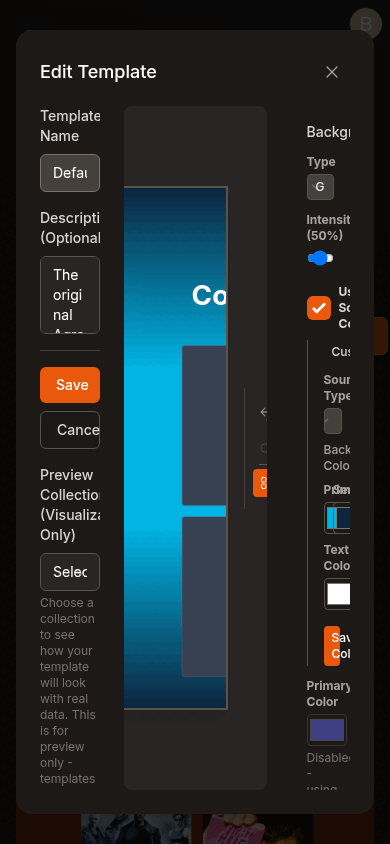 B
Edit Template
Template
Name
Defau
Descripti
(Optional
The
origi
nal
Save
Cance
Preview
Collection
(Visualiza
Only)
Selec
Choose a
collection
to see
how your
template
will look
with real
data. This
is for
preview
only -
templates
Co
Backgr
Type
G
Intensit
(50%)
Us
So
Co
Cus
Sour
Type
Back
Colo
Text
Colo
Sav
Col
Primary
Color
Disabled
-
using